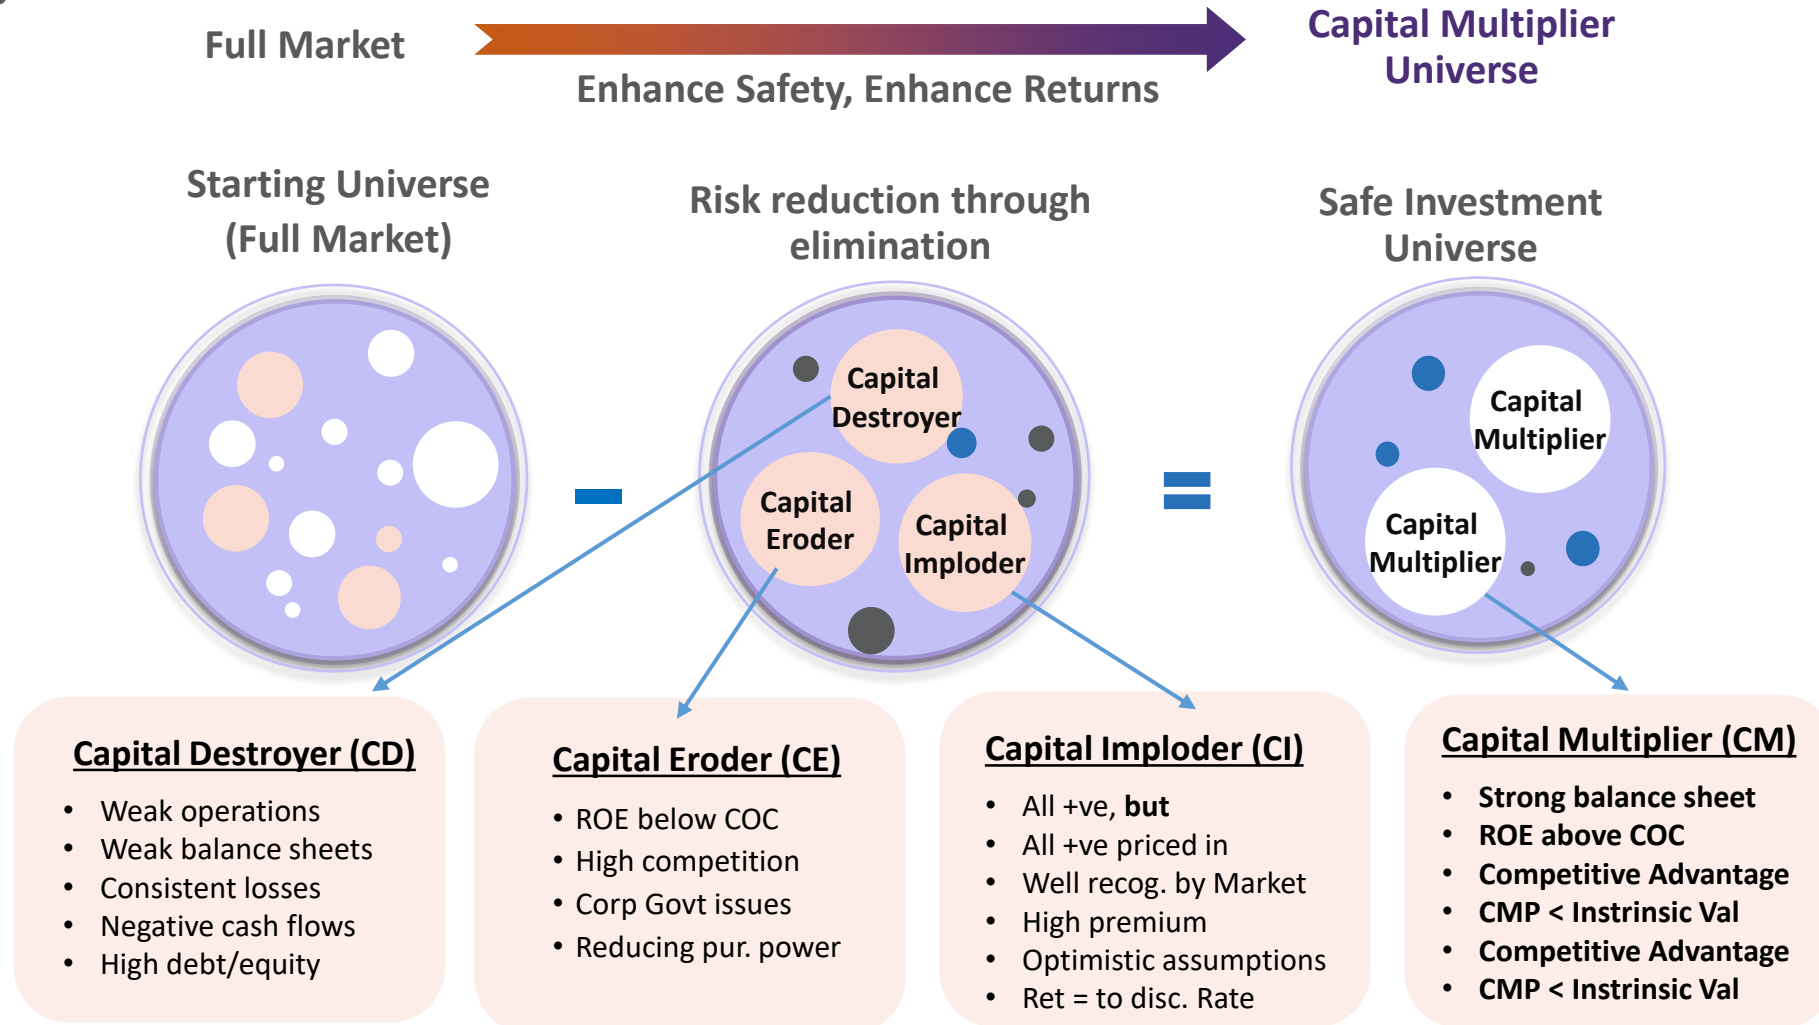 Full Market
Enhance Safety, Enhance Returns
Capital Multiplier
Universe
Starting Universe
(Full Market)
Risk reduction through
elimination
Safe Investment
Universe
Capital
Destroyer
Capital
Eroder
Capital
Imploder
Capital
Multiplier
Capital
Multiplier
Capital Destroyer (CD)
• Weak operations
• Weak balance sheets
• Consistent losses
• Negative cash flows
• High debt/equity
Capital Eroder (CE)
• ROE below COC
• High competition
• Corp Govt issues
• Reducing pur. power
Capital Imploder (CI)
• All +ve, but
• All +ve priced in
• Well recog. by Market
• High premium
• Optimistic assumptions
• Ret = to disc. Rate
Capital Multiplier (CM)
• Strong balance sheet
• ROE above COC
• Competitive Advantage
• CMP < Instrinsic Val
• Competitive Advantage
• CMP < Instrinsic Val